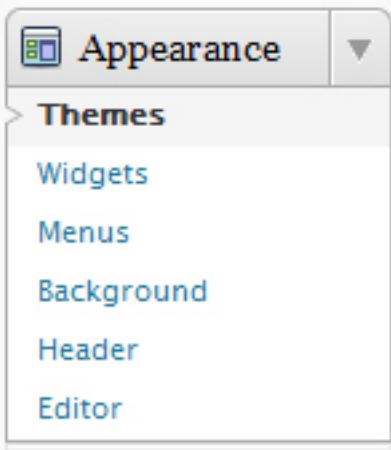 Appearance
Themes
Widgets
Menus
Background
Header
Editor